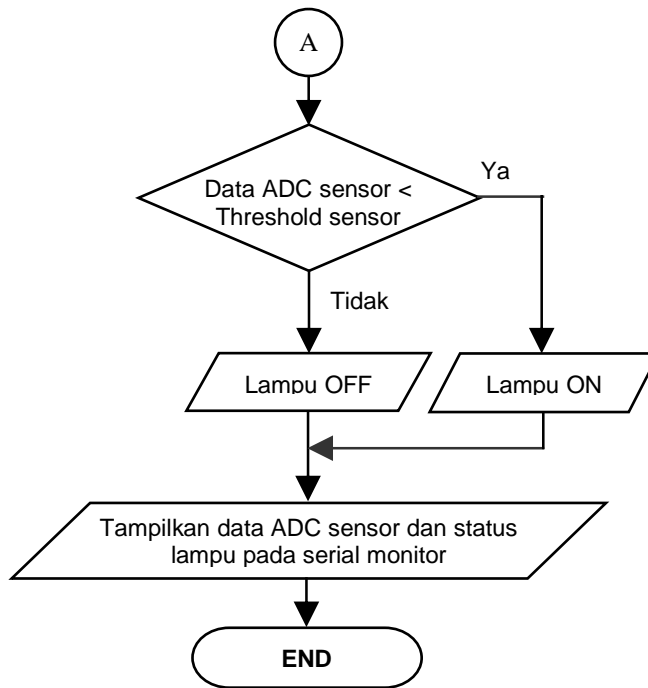 A
Data ADC sensor <
Threshold sensor
Ya
Tidak
Lampu OFF
Lampu ON
Tampilkan data ADC sensor dan status
lampu pada serial monitor
END